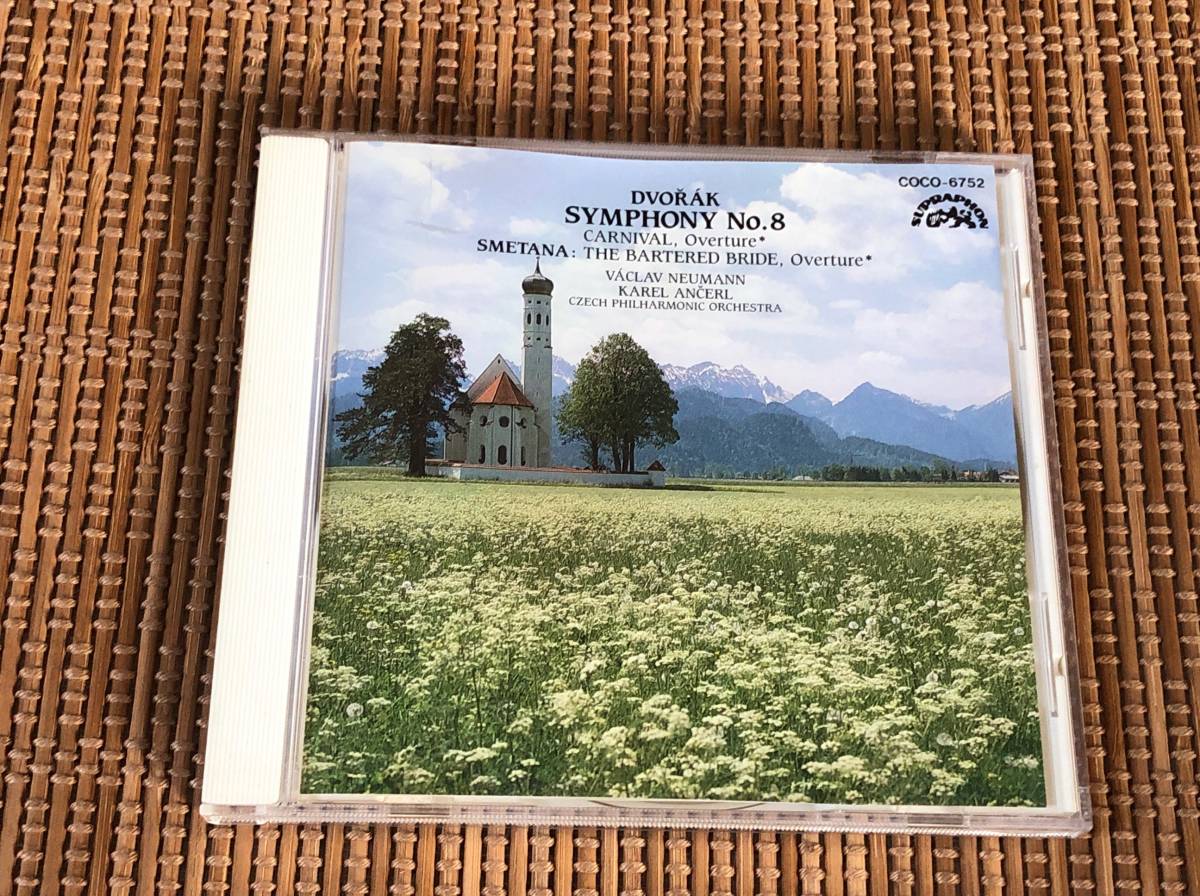 COCO-6752
SUPRAPHON
DVOŘÁK
SYMPHONY No.8
CARNIVAL, Overture*
SMETANA: THE BARTERED BRIDE, Overture*
VÁCLAV NEUMANN
KAREL ANČERL
CZECH PHILHARMONIC ORCHESTRA